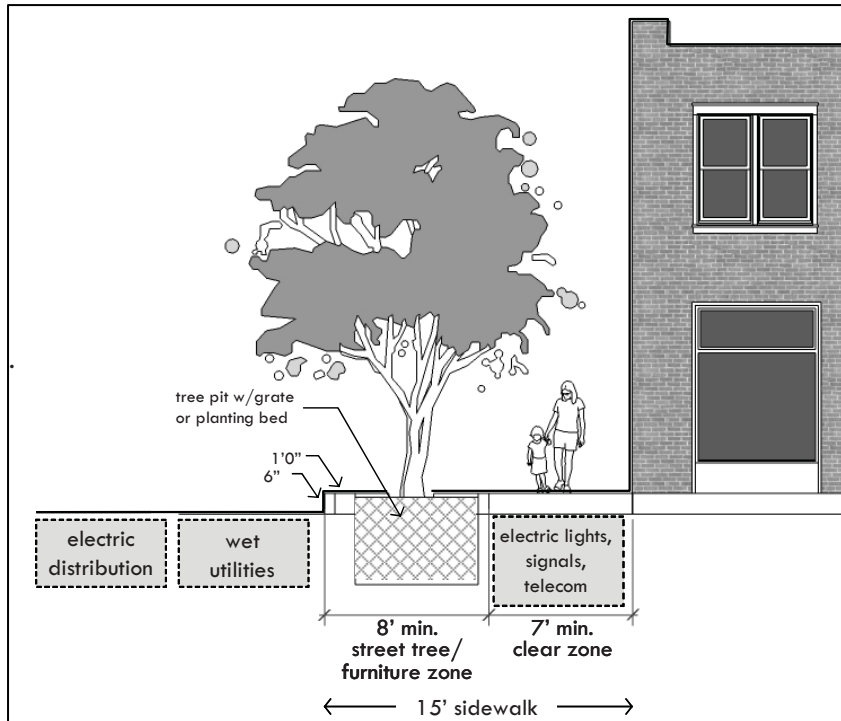 tree pit w/grate
or planting bed
1'0"
6"
electric
distribution
wet
utilities
electric lights,
signals,
telecom
8' min.
street tree/
furniture zone
7' min.
clear zone
15' sidewalk